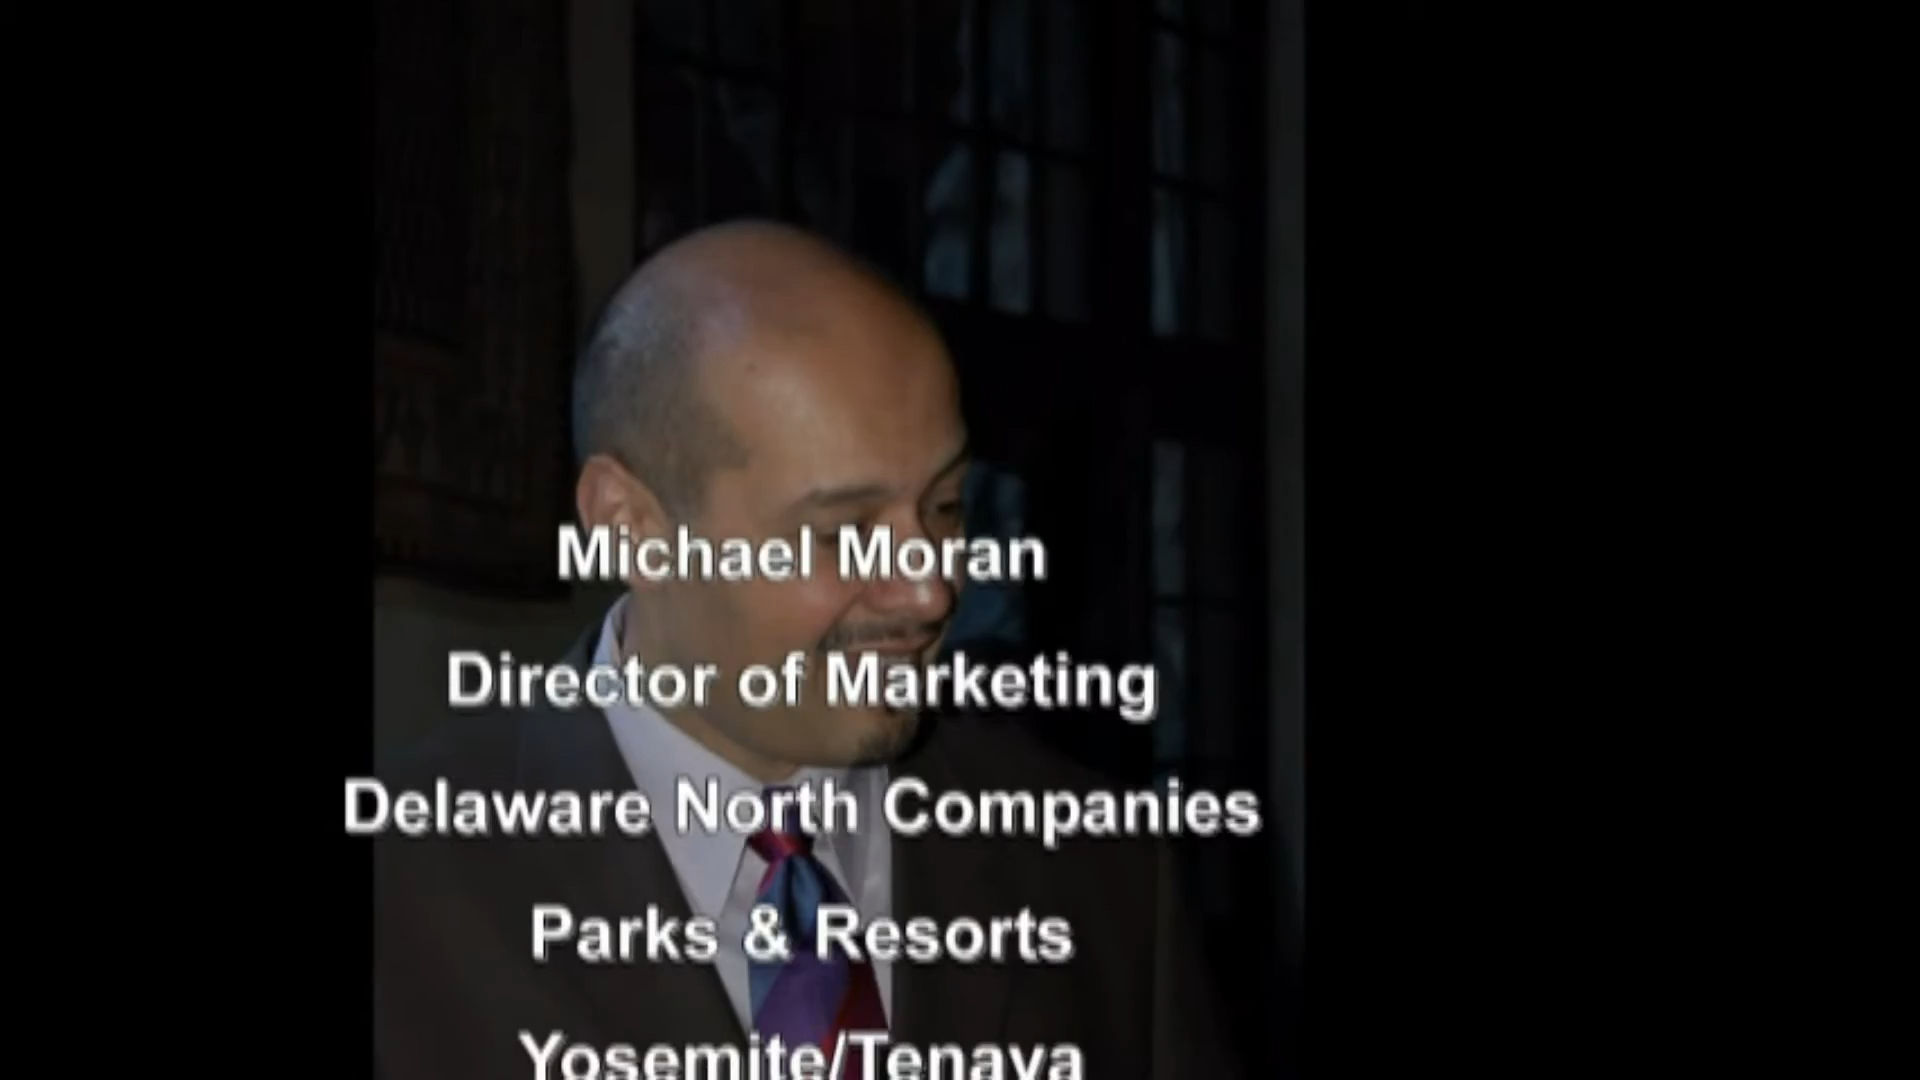 Michael Moran
Director of Marketing
Delaware North Companies
Parks & Resorts
Yosemite/Tenaya